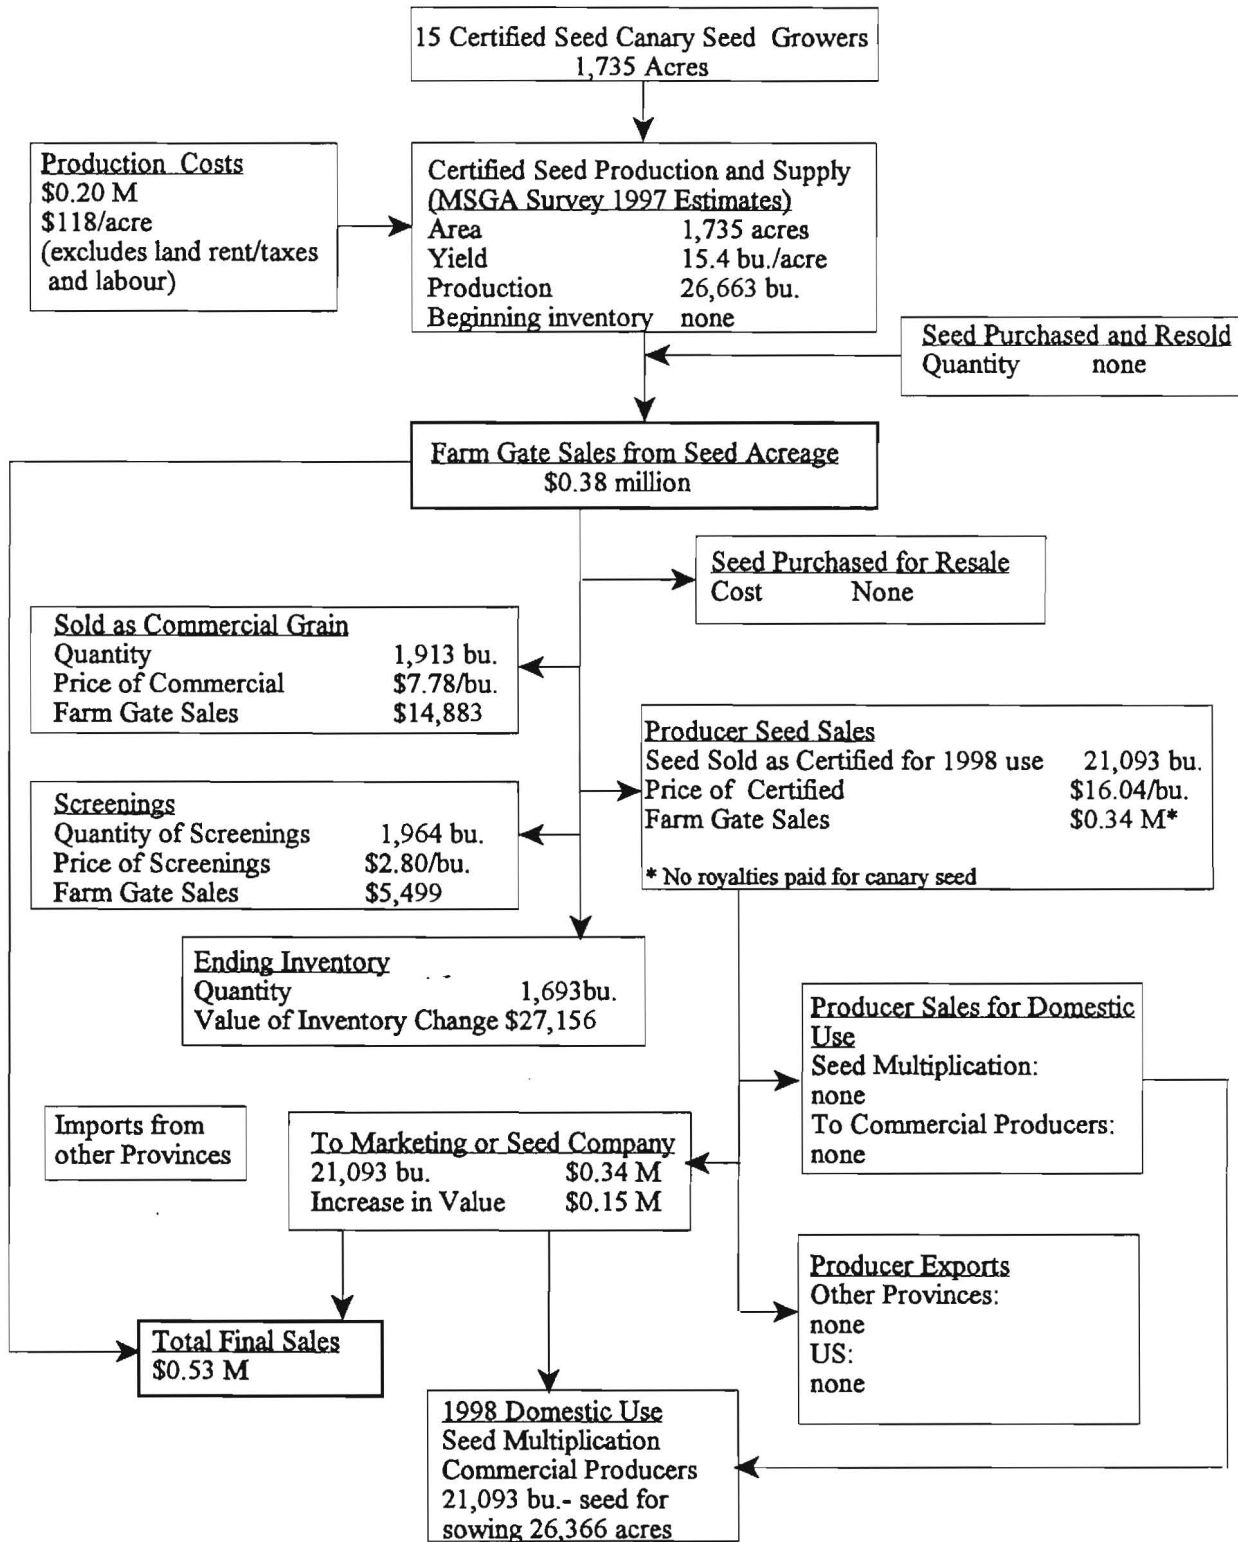 15 Certified Seed Canary Seed Growers
1,735 Acres
Production Costs
$0.20 M
$118/acre
(excludes land rent/taxes
and labour)
Certified Seed Production and Supply
(MSGA Survey 1997 Estimates)
Area 1,735 acres
Yield 15.4 bu./acre
Production 26,663 bu.
Beginning inventory none
Seed Purchased and Resold
Quantity none
Farm Gate Sales from Seed Acreage
$0.38 million
Seed Purchased for Resale
Cost None
Sold as Commercial Grain
Quantity 1,913 bu.
Price of Commercial $7.78/bu.
Farm Gate Sales $14,883
Producer Seed Sales
Seed Sold as Certified for 1998 use 21,093 bu.
Price of Certified $16.04/bu.
Farm Gate Sales $0.34 M*
* No royalties paid for canary seed
Screenings
Quantity of Screenings 1,964 bu.
Price of Screenings $2.80/bu.
Farm Gate Sales $5,499
Ending Inventory
Quantity 1,693bu.
Value of Inventory Change $27,156
Producer Sales for Domestic
Use
Seed Multiplication:
none
To Commercial Producers:
none
Imports from
other Provinces
To Marketing or Seed Company
21,093 bu. $0.34 M
Increase in Value $0.15 M
Producer Exports
Other Provinces:
none
US:
none
Total Final Sales
$0.53 M
1998 Domestic Use
Seed Multiplication
Commercial Producers
21,093 bu.- seed for
sowing 26,366 acres